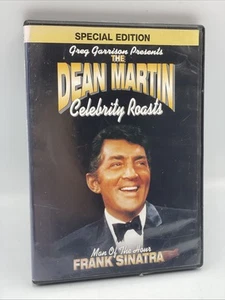 SPECIAL EDITION
Greg Garrison Presents
THE
DEAN MARTIN
Celebrity Roasts
Man Of The Hour
FRANK SINATRA